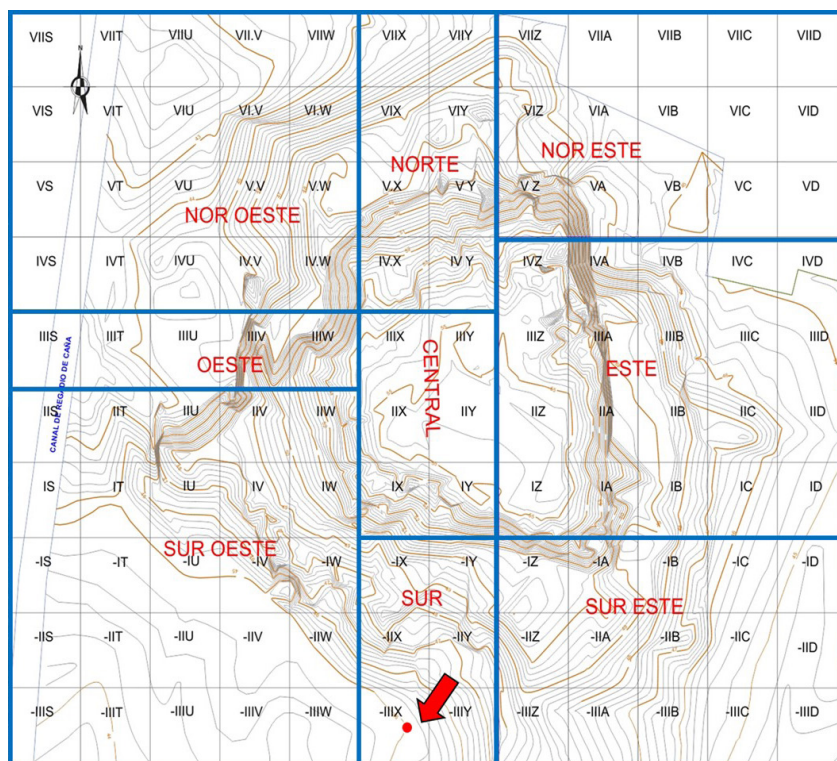 VIIS VIIT VIIU VII.V VIIW VIIX VIIY VIIZ VIIA VIIB VIIC VIID
N
VIS VIT VIU VI.V VI.W VIX VIY VIZ VIA VIB VIC VID
NORTE NOR ESTE
VS VT VU V.V V.W V.X V Y V Z VA VB VC VD
NOR OESTE
IVS IVT IVU IV.V IV.W IV.X IV Y IVZ IVA IVB IVC IVD
IIIS IIIT IIIU IIIV IIIW IIIX IIIY IIIZ IIIA IIIB IIIC IIID
OESTE CENTRAL ESTE
CANAL DE REGADIO DE CAÑA
IIS IIT IIU IIV IIW IIX IIY IIZ IIA IIB IIC IID
IS IT IU IV IW IX IY IZ IA IB IC ID
SUR OESTE
-IS -IT -IU -IV -IW -IX -IY -IZ -IA -IB -IC -ID
SUR SUR ESTE
-IIS -IIT -IIU -IIV -IIW -IIX -IIY -IIZ -IIA -IIB -IIC -IID
-IIIS -IIIT -IIIU -IIIV -IIIW -IIIX -IIIY -IIIZ -IIIA -IIIB -IIIC -IIID